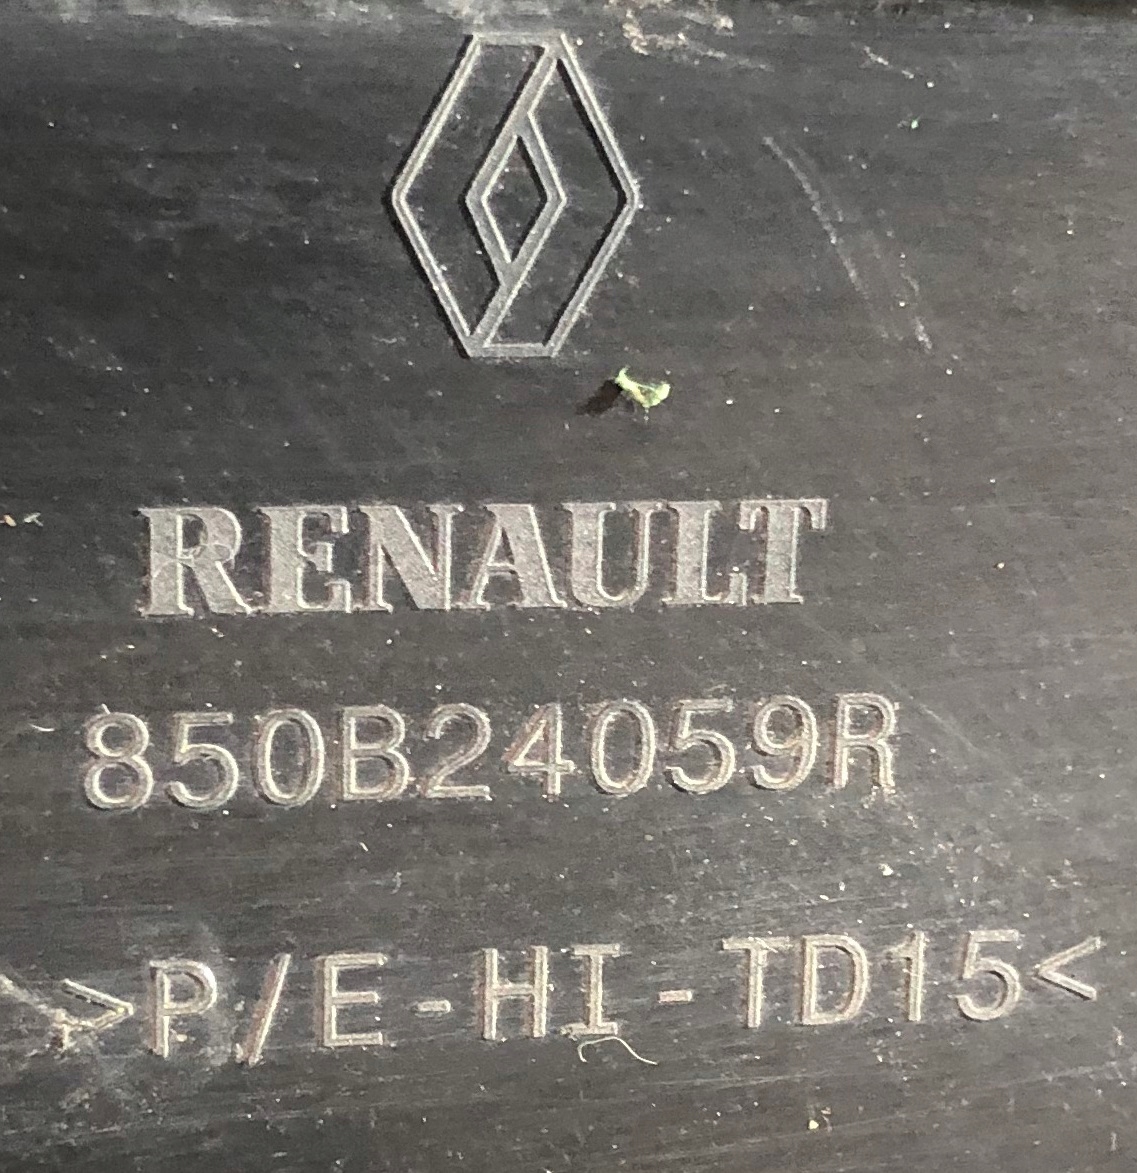 RENAULT
850B24059R
>P/E-HI-TD15<